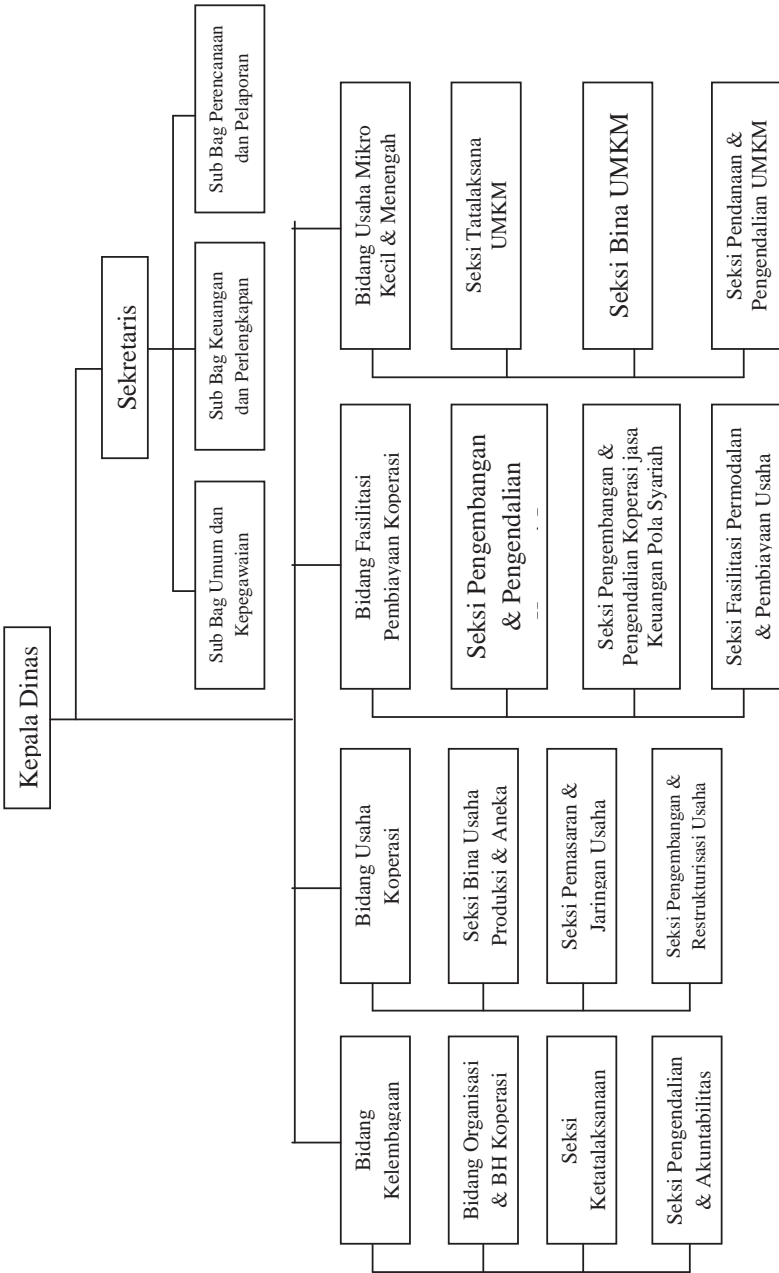 Kepala Dinas
Sekretaris
Sub Bag Umum dan
Kepegawaian
Sub Bag Keuangan
dan Perlengkapan
Sub Bag Perencanaan
dan Pelaporan
Bidang
Kelembagaan
Bidang Organisasi
& BH Koperasi
Seksi
Ketatalaksanaan
Seksi Pengendalian
& Akuntabilitas
Bidang Usaha
Koperasi
Seksi Bina Usaha
Produksi & Aneka
Seksi Pemasaran &
Jaringan Usaha
Seksi Pengembangan &
Restrukturisasi Usaha
Bidang Fasilitasi
Pembiayaan Koperasi
Seksi Pengembangan
& Pengendalian
Seksi Pengembangan &
Pengendalian Koperasi jasa
Keuangan Pola Syariah
Seksi Fasilitasi Permodalan
& Pembiayaan Usaha
Bidang Usaha Mikro
Kecil & Menengah
Seksi Tatalaksana
UMKM
Seksi Bina UMKM
Seksi Pendanaan &
Pengendalian UMKM